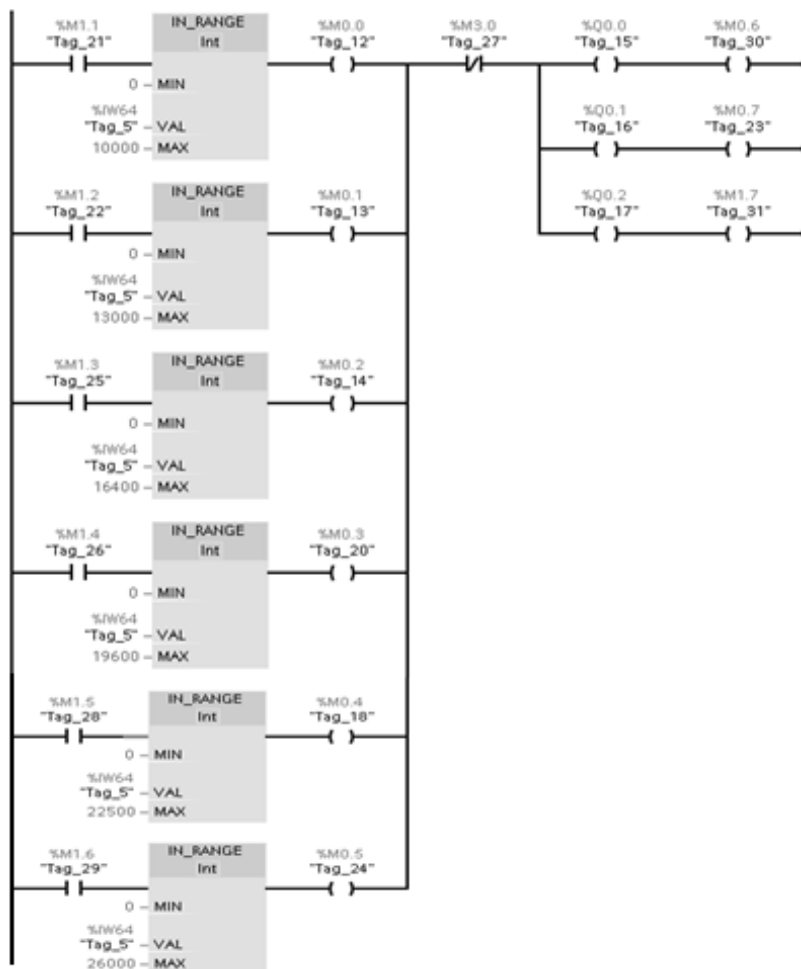 %M1.1 IN_RANGE %M0.0 %M3.0 %Q0.0 %M0.6
"Tag_21" Int "Tag_12" "Tag_27" "Tag_15" "Tag_30"
0 MIN
%IW64 %Q0.1 %M0.7
"Tag_5" VAL "Tag_16" "Tag_23"
10000 MAX
%M1.2 IN_RANGE %M0.1 %Q0.2 %M1.7
"Tag_22" Int "Tag_13" "Tag_17" "Tag_31"
0 MIN
%IW64
"Tag_5" VAL
13000 MAX
%M1.3 IN_RANGE %M0.2
"Tag_25" Int "Tag_14"
0 MIN
%IW64
"Tag_5" VAL
16400 MAX
%M1.4 IN_RANGE %M0.3
"Tag_26" Int "Tag_20"
0 MIN
%IW64
"Tag_5" VAL
19600 MAX
%M1.5 IN_RANGE %M0.4
"Tag_28" Int "Tag_18"
0 MIN
%IW64
"Tag_5" VAL
22500 MAX
%M1.6 IN_RANGE %M0.5
"Tag_29" Int "Tag_24"
0 MIN
%IW64
"Tag_5" VAL
26000 MAX